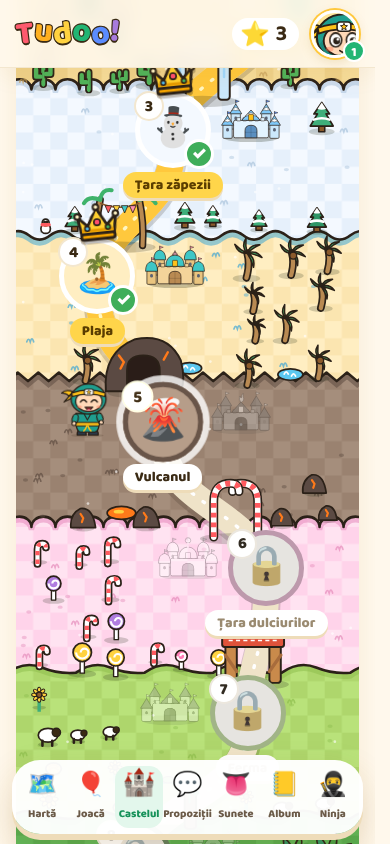 Tudoo!
3
1
3
Țara zăpezii
4
Plaja
5
Vulcanul
6
Țara dulciurilor
7
Hartă
Joacă
Castelul
Propoziții
Sunete
Album
Ninja